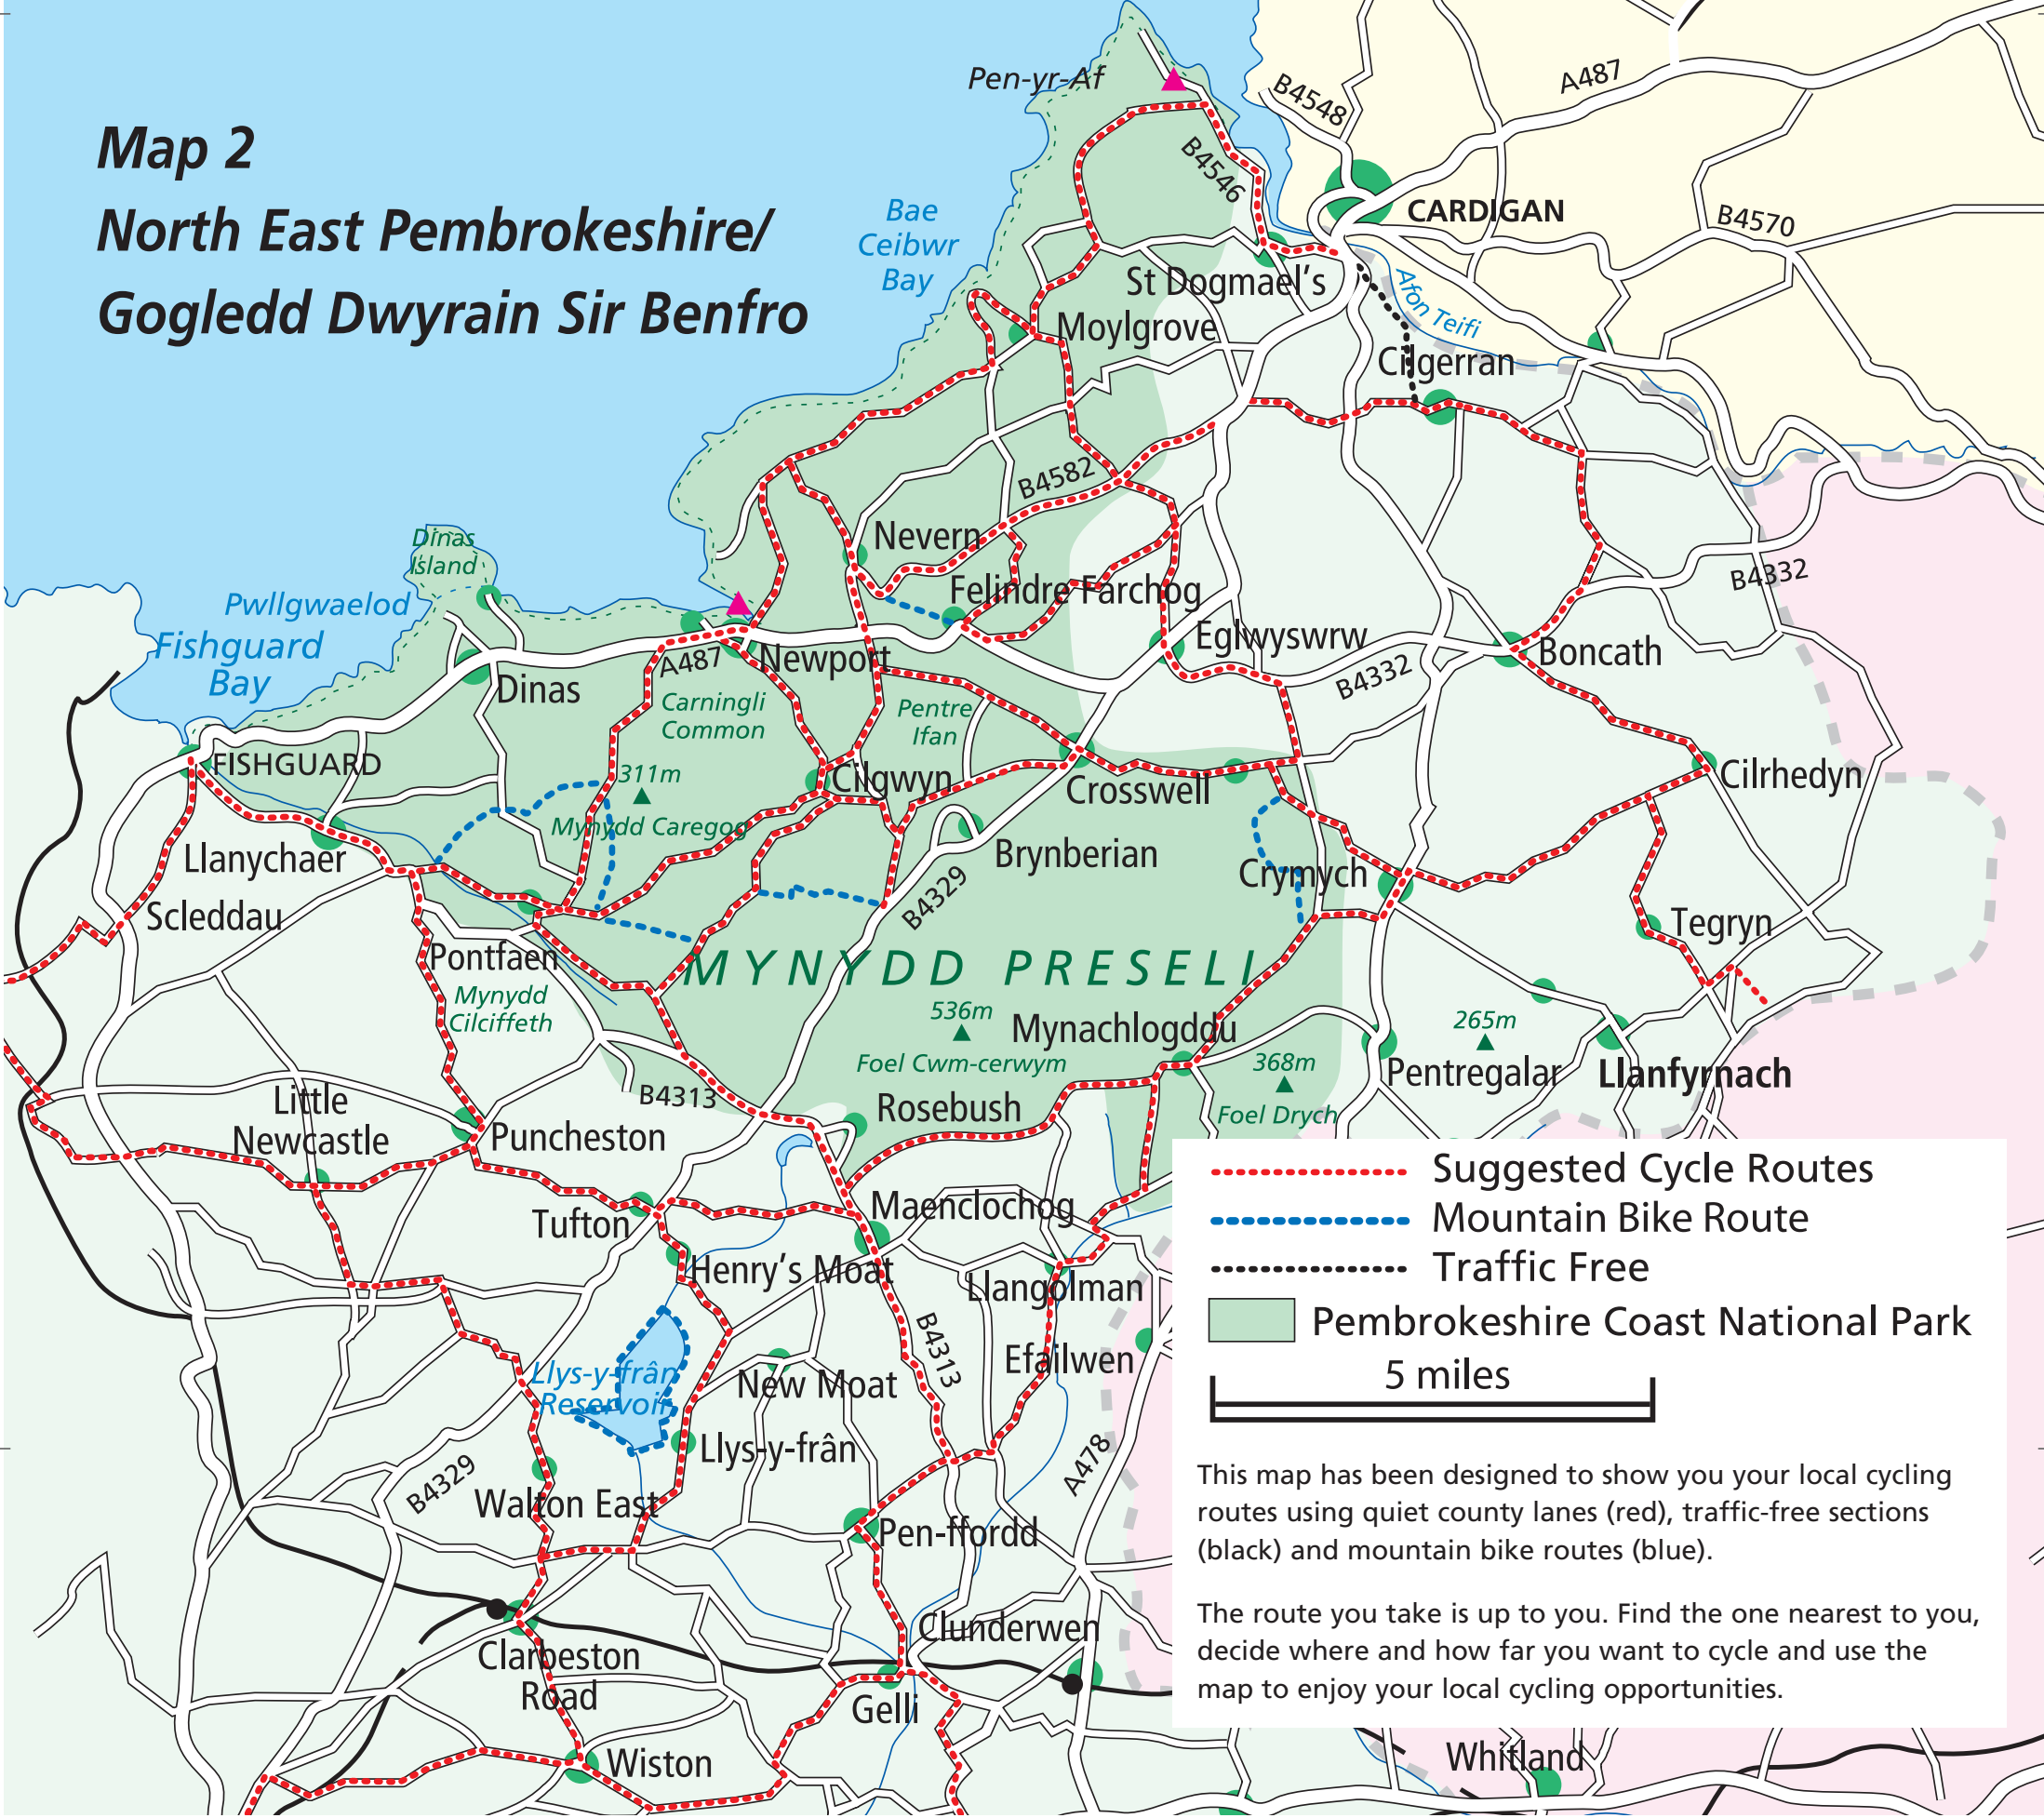 Map 2
North East Pembrokeshire/
Gogledd Dwyrain Sir Benfro
Pen-yr-Af
B4548
A487
B4546
CARDIGAN
B4570
Bae
Ceibwr
Bay
St Dogmael's
Afon Teifi
Moylgrove
Cilgerran
B4582
Nevern
Dinas
Island
Felindre Farchog
B4332
Pwllgwaelod
Fishguard
Bay
Eglwyswrw
Boncath
A487
Newport
B4332
Dinas
Carningli
Common
Pentre
Ifan
FISHGUARD
311m
Cilgwyn
Crosswell
Cilrhedyn
Mynydd Caregog
Llanychaer
Brynberian
Crymych
B4329
Scleddau
Tegryn
Pontfaen
MYNYDD PRESELI
Mynydd
Cilciffeth
536m
Mynachlogddu
265m
Foel Cwm-cerwym
368m
Pentregalar
Llanfyrnach
B4313
Little
Newcastle
Rosebush
Foel Drych
Puncheston
Maenclochog
Tufton
Henry's Moat
Llangolman
B4313
Efailwen
Llys-y-frân
Reservoir
New Moat
Llys-y-frân
A478
B4329
Walton East
Pen-ffordd
Clunderwen
Clarbeston
Road
Gelli
Wiston
Whitland
Suggested Cycle Routes
Mountain Bike Route
Traffic Free
Pembrokeshire Coast National Park
5 miles
This map has been designed to show you your local cycling
routes using quiet county lanes (red), traffic-free sections
(black) and mountain bike routes (blue).
The route you take is up to you. Find the one nearest to you,
decide where and how far you want to cycle and use the
map to enjoy your local cycling opportunities.